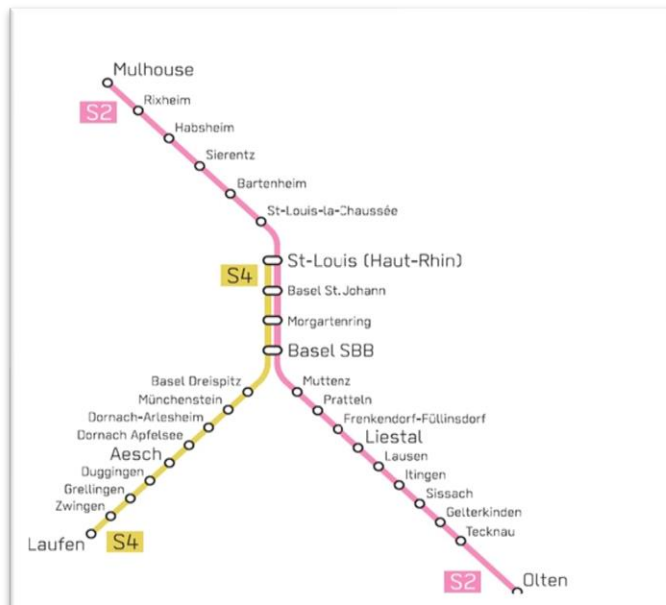 Mulhouse
S2
Rixheim
Habsheim
Sierentz
Bartenheim
St-Louis-la-Chaussée
St-Louis (Haut-Rhin)
S4
Basel St. Johann
Morgartenring
Basel SBB
Basel Dreispitz
Münchenstein
Dornach-Arlesheim
Dornach Apfelsee
Aesch
Duggingen
Grellingen
Zwingen
Laufen
S4
Muttenz
Pratteln
Frenkendorf-Füllinsdorf
Liestal
Lausen
Itingen
Sissach
Gelterkinden
Tecknau
S2
Olten